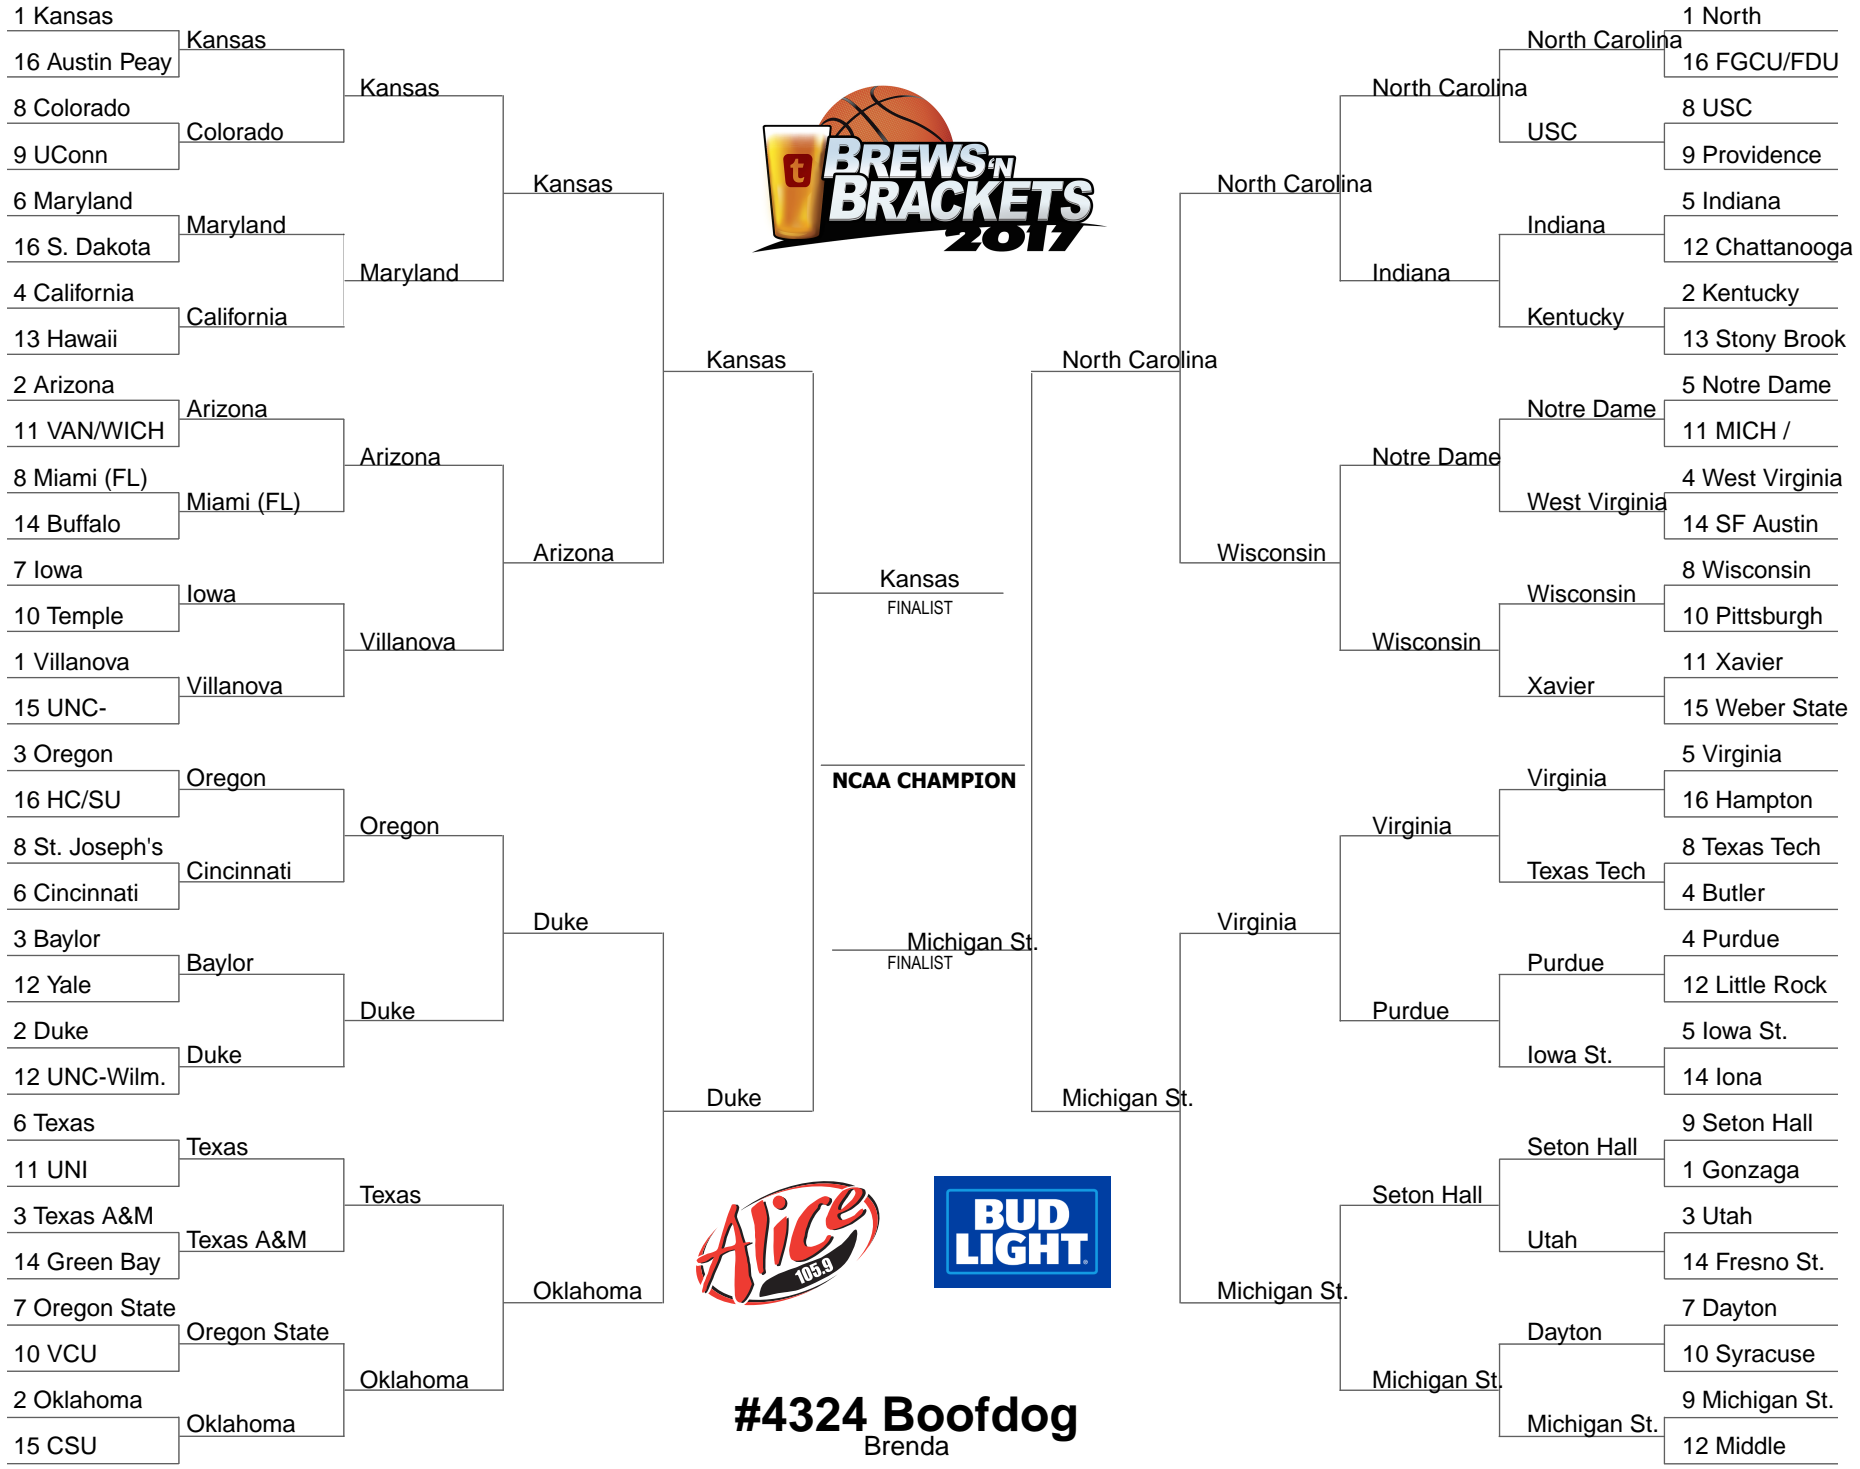 1 Kansas
16 Austin Peay
8 Colorado
9 UConn
6 Maryland
16 S. Dakota
4 California
13 Hawaii
2 Arizona
11 VAN/WICH
8 Miami (FL)
14 Buffalo
7 Iowa
10 Temple
1 Villanova
15 UNC-
3 Oregon
16 HC/SU
8 St. Joseph's
6 Cincinnati
3 Baylor
12 Yale
2 Duke
12 UNC-Wilm.
6 Texas
11 UNI
3 Texas A&M
14 Green Bay
7 Oregon State
10 VCU
2 Oklahoma
15 CSU
Kansas
Colorado
Maryland
California
Arizona
Miami (FL)
Iowa
Villanova
Oregon
Cincinnati
Baylor
Duke
Texas
Texas A&M
Oregon State
Oklahoma
Kansas
Maryland
Arizona
Villanova
Oregon
Duke
Texas
Oklahoma
Kansas
Arizona
Duke
Oklahoma
Kansas
Duke
t
BREWS 'N
BRACKETS
2017
Kansas
FINALIST
NCAA CHAMPION
Michigan St.
FINALIST
Alice
105.9
BUD
LIGHT
#4324 Boofdog
Brenda
North Carolina
Michigan St.
North Carolina
Wisconsin
Virginia
Michigan St.
North Carolina
Indiana
Notre Dame
Wisconsin
Virginia
Purdue
Seton Hall
Michigan St.
North Carolina
USC
Indiana
Kentucky
Notre Dame
West Virginia
Wisconsin
Xavier
Virginia
Texas Tech
Purdue
Iowa St.
Seton Hall
Utah
Dayton
Michigan St.
1 North
16 FGCU/FDU
8 USC
9 Providence
5 Indiana
12 Chattanooga
2 Kentucky
13 Stony Brook
5 Notre Dame
11 MICH /
4 West Virginia
14 SF Austin
8 Wisconsin
10 Pittsburgh
11 Xavier
15 Weber State
5 Virginia
16 Hampton
8 Texas Tech
4 Butler
4 Purdue
12 Little Rock
5 Iowa St.
14 Iona
9 Seton Hall
1 Gonzaga
3 Utah
14 Fresno St.
7 Dayton
10 Syracuse
9 Michigan St.
12 Middle